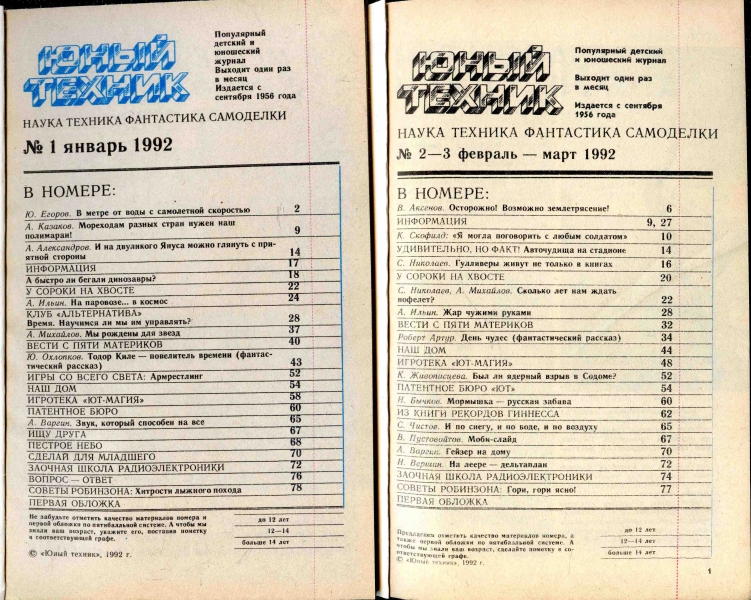 ЮНЫЙ
ТЕХНИК
Популярный
детский и
юношеский
журнал
Выходит один раз
в месяц
Издается с
сентября 1956 года
НАУКА ТЕХНИКА ФАНТАСТИКА САМОДЕЛКИ
№ 1 январь 1992
В НОМЕРЕ:
Ю. Егоров. В метре от воды с самолетной скоростью 2
А. Казаков. Мореходам разных стран нужен наш
полимаран! 9
А. Александров. И на двуликого Януса можно глянуть с при-
ятной стороны 14
ИНФОРМАЦИЯ 17
А быстро ли бегали динозавры? 18
У СОРОКИ НА ХВОСТЕ 22
А. Ильин. На паровозе... в космос 24
КЛУБ «АЛЬТЕРНАТИВА»
Время. Научимся ли мы им управлять? 28
А. Михайлов. Мы рождены для звезд 37
ВЕСТИ С ПЯТИ МАТЕРИКОВ 40
Ю. Охлопков. Тодор Киле — повелитель времени (фантас-
тический рассказ) 43
ИГРЫ СО ВСЕГО СВЕТА: Армрестлинг 52
НАШ ДОМ 54
ИГРОТЕКА «ЮТ-МАГИЯ» 58
ПАТЕНТНОЕ БЮРО 60
А. Варгин. Звук, который способен на все 65
ИЩУ ДРУГА 67
ПЕСТРОЕ НЕБО 68
СДЕЛАЙ ДЛЯ МЛАДШЕГО 70
ЗАОЧНАЯ ШКОЛА РАДИОЭЛЕКТРОНИКИ 72
ВОПРОС — ОТВЕТ 76
СОВЕТЫ РОБИНЗОНА: Хитрости лыжного похода 78
ПЕРВАЯ ОБЛОЖКА
Не забудьте отметить качество материалов номера и
первой обложки по пятибалльной системе. А чтобы мы
знали ваш возраст, укажите его, поставив пометку
в соответствующей графе.
до 12 лет
12—14
больше 14 лет
© «Юный техник», 1992 г.
ЮНЫЙ
ТЕХНИК
Популярный детский
и юношеский журнал
Выходит один раз
в месяц
Издается с сентября
1956 года
НАУКА ТЕХНИКА ФАНТАСТИКА САМОДЕЛКИ
№ 2—3 февраль — март 1992
В НОМЕРЕ:
В. Аксенов. Осторожно! Возможно землетрясение! 6
ИНФОРМАЦИЯ 9, 27
К. Скофилд: «Я могла поговорить с любым солдатом» 10
УДИВИТЕЛЬНО, НО ФАКТ! Авточудища на стадионе 14
С. Николаев. Гулливеры живут не только в книгах 16
У СОРОКИ НА ХВОСТЕ 20
С. Николаев, А. Михайлов. Сколько лет нам ждать
нофелет? 22
А. Ильин. Жар чужими руками 28
ВЕСТИ С ПЯТИ МАТЕРИКОВ 32
Роберт Артур. День чудес (фантастический рассказ) 34
НАШ ДОМ 44
ИГРОТЕКА «ЮТ-МАГИЯ» 48
К. Живописцева. Был ли ядерный взрыв в Содоме? 52
ПАТЕНТНОЕ БЮРО «ЮТ» 54
Н. Бычков. Мормышка — русская забава 60
ИЗ КНИГИ РЕКОРДОВ ГИННЕССА 62
С. Чистов. И по снегу, и по воде, и по воздуху 65
В. Пустовойтов. Моби-слайд 67
А. Варгин. Гейзер на дому 70
Н. Вершин. На леере — дельтаплан 72
ЗАОЧНАЯ ШКОЛА РАДИОЭЛЕКТРОНИКИ 74
СОВЕТЫ РОБИНЗОНА: Гори, гори ясно! 77
ПЕРВАЯ ОБЛОЖКА
Предлагаем отметить качество материалов номера, а
также первой обложки по пятибалльной системе. А
чтобы мы знали ваш возраст, сделайте пометку в со-
ответствующей графе.
до 12 лет
12—14 лет
больше 14 лет
© «Юный техник», 1992 г.
1